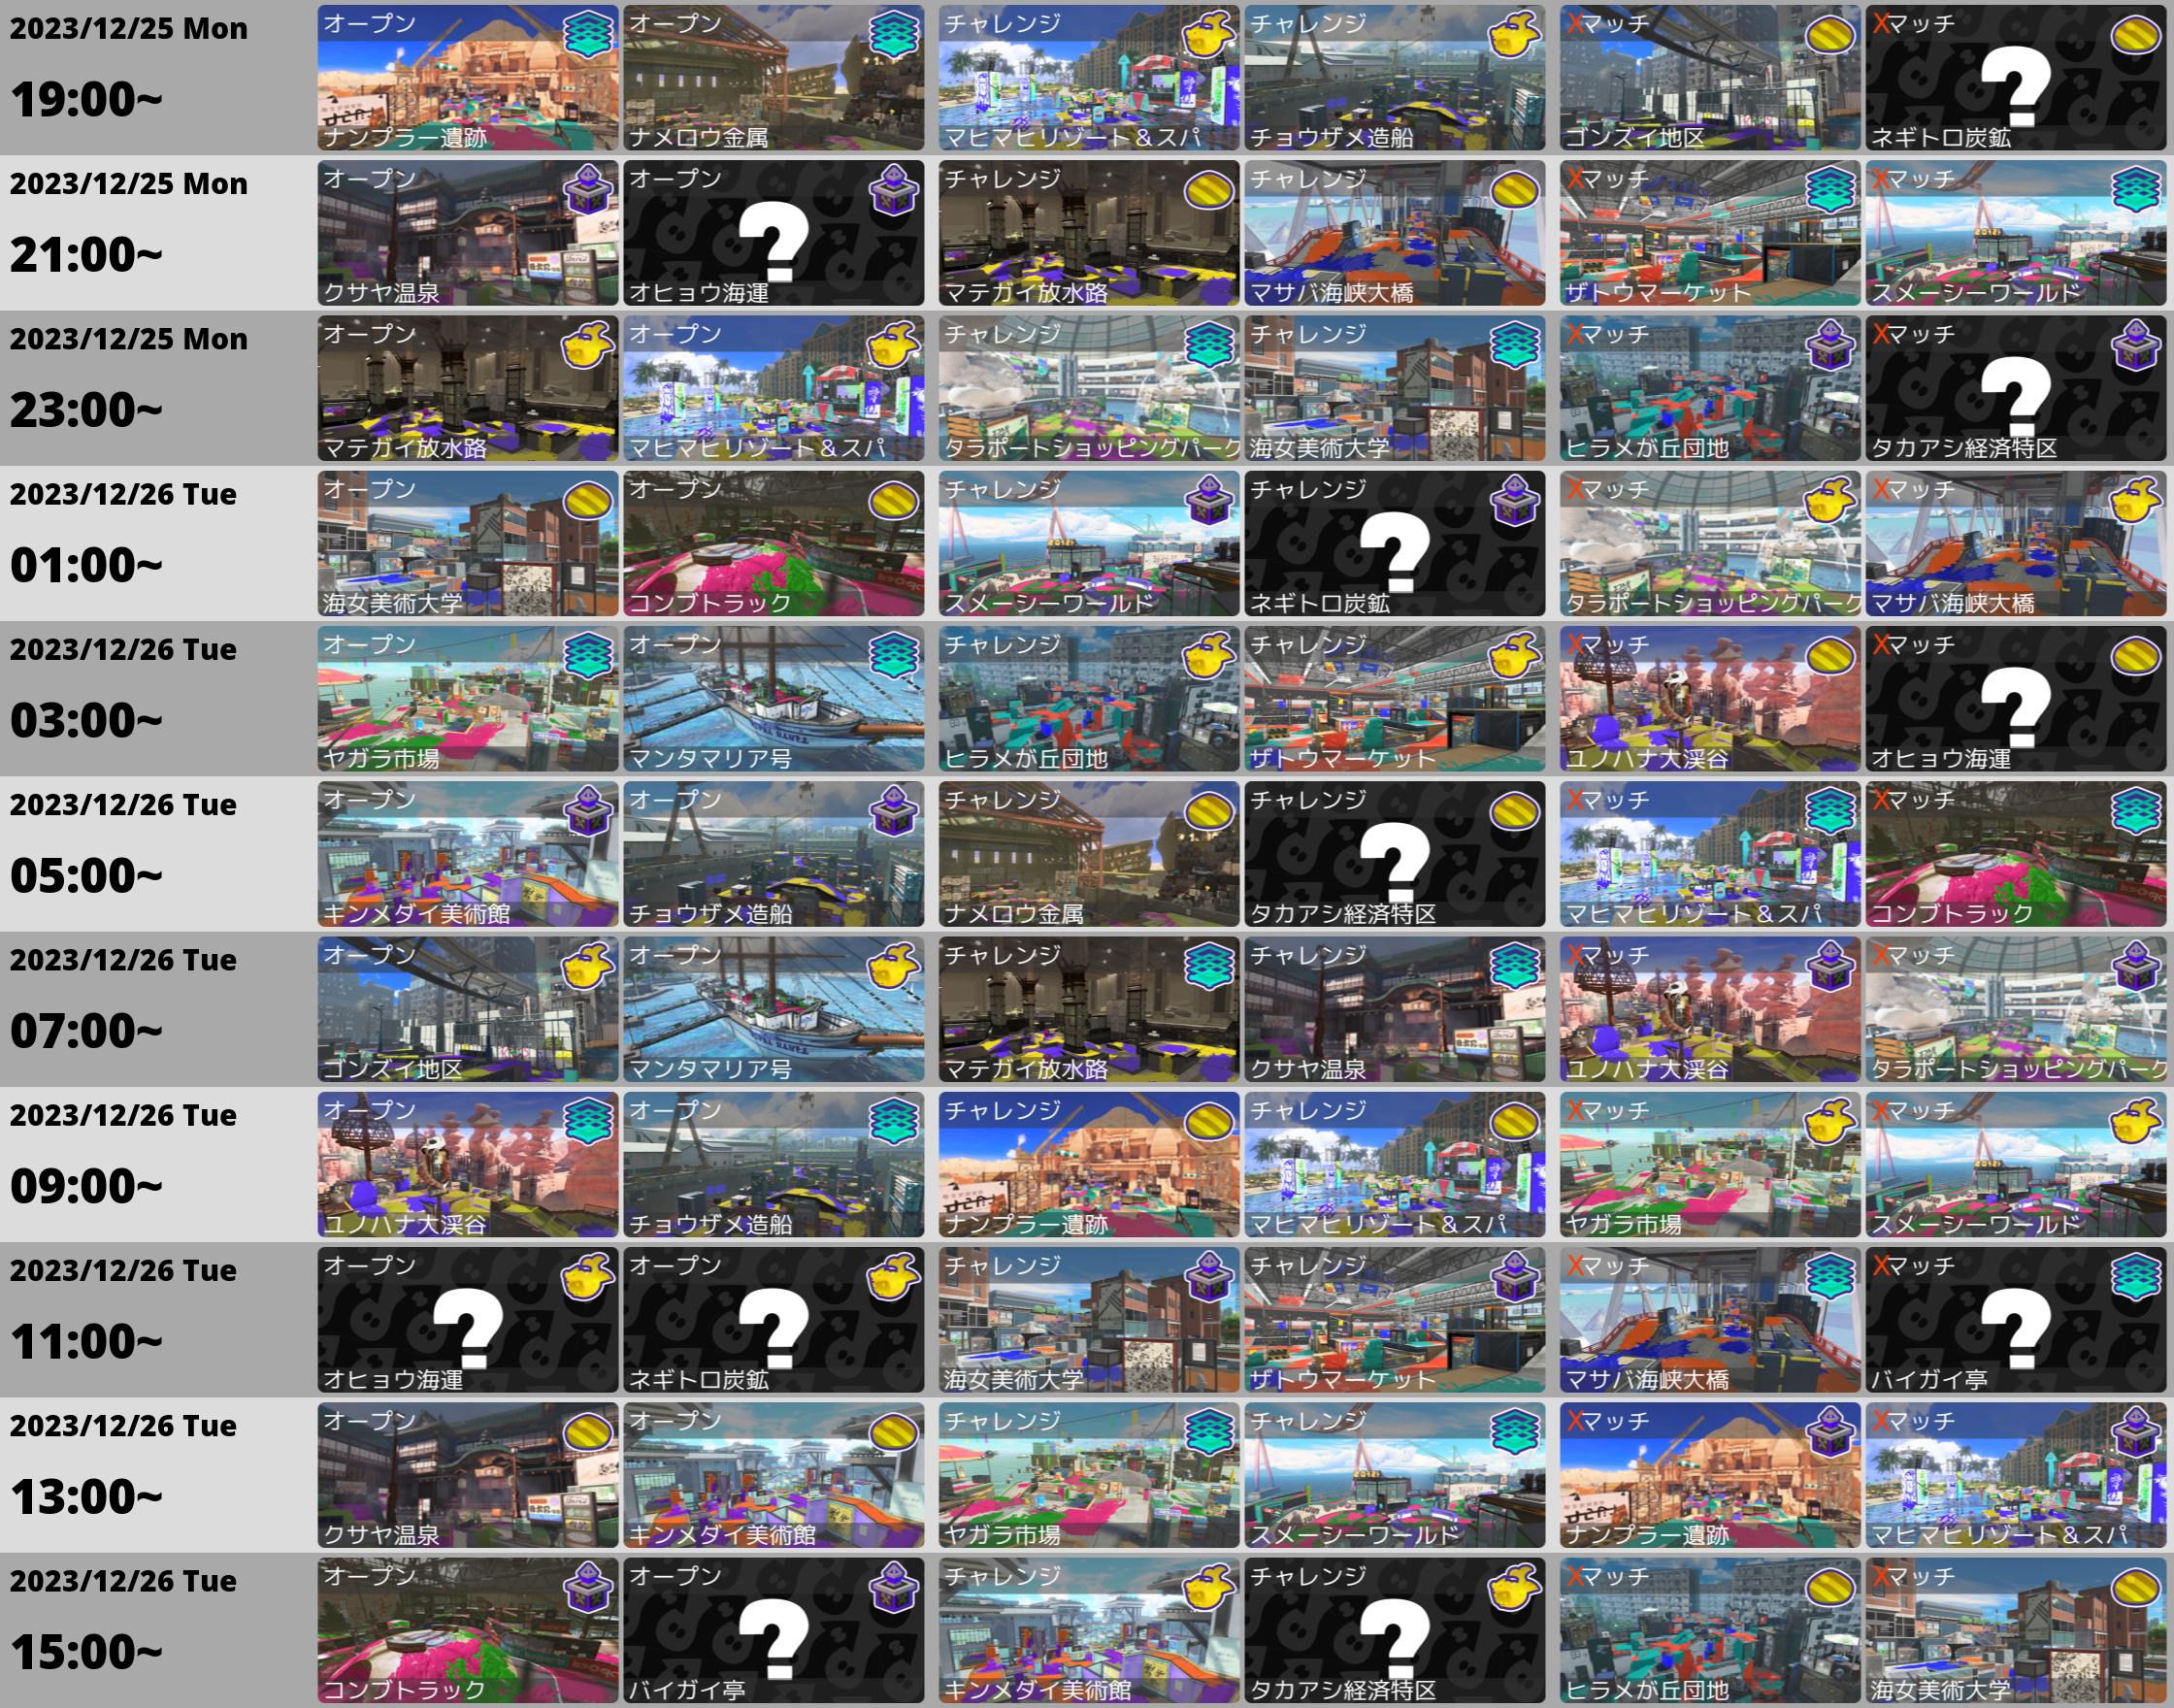 2023/12/25 Mon
19:00~
オープン
ナンプラー遺跡
オープン
ナメロウ金属
チャレンジ
マヒマヒリゾート＆スパ
チャレンジ
チョウザメ造船
Xマッチ
ゴンズイ地区
Xマッチ
?
ネギトロ炭鉱
2023/12/25 Mon
21:00~
オープン
クサヤ温泉
オープン
?
オヒョウ海運
チャレンジ
マテガイ放水路
チャレンジ
マサバ海峡大橋
Xマッチ
ザトウマーケット
Xマッチ
スメーシーワールド
2023/12/25 Mon
23:00~
オープン
マテガイ放水路
オープン
マヒマヒリゾート＆スパ
チャレンジ
タラポートショッピングパーク
チャレンジ
海女美術大学
Xマッチ
ヒラメが丘団地
Xマッチ
?
タカアシ経済特区
2023/12/26 Tue
01:00~
オープン
海女美術大学
オープン
コンブトラック
チャレンジ
スメーシーワールド
チャレンジ
?
ネギトロ炭鉱
Xマッチ
タラポートショッピングパーク
Xマッチ
マサバ海峡大橋
2023/12/26 Tue
03:00~
オープン
ヤガラ市場
オープン
マンタマリア号
チャレンジ
ヒラメが丘団地
チャレンジ
ザトウマーケット
Xマッチ
ユノハナ大渓谷
Xマッチ
?
オヒョウ海運
2023/12/26 Tue
05:00~
オープン
キンメダイ美術館
オープン
チョウザメ造船
チャレンジ
ナメロウ金属
チャレンジ
?
タカアシ経済特区
Xマッチ
マヒマヒリゾート＆スパ
Xマッチ
コンブトラック
2023/12/26 Tue
07:00~
オープン
ゴンズイ地区
オープン
マンタマリア号
チャレンジ
マテガイ放水路
チャレンジ
クサヤ温泉
Xマッチ
ユノハナ大渓谷
Xマッチ
タラポートショッピングパーク
2023/12/26 Tue
09:00~
オープン
ユノハナ大渓谷
オープン
チョウザメ造船
チャレンジ
ナンプラー遺跡
チャレンジ
マヒマヒリゾート＆スパ
Xマッチ
ヤガラ市場
Xマッチ
スメーシーワールド
2023/12/26 Tue
11:00~
オープン
?
オヒョウ海運
オープン
?
ネギトロ炭鉱
チャレンジ
海女美術大学
チャレンジ
ザトウマーケット
Xマッチ
マサバ海峡大橋
Xマッチ
?
バイガイ亭
2023/12/26 Tue
13:00~
オープン
クサヤ温泉
オープン
キンメダイ美術館
チャレンジ
ヤガラ市場
チャレンジ
スメーシーワールド
Xマッチ
ナンプラー遺跡
Xマッチ
マヒマヒリゾート＆スパ
2023/12/26 Tue
15:00~
オープン
コンブトラック
オープン
?
バイガイ亭
チャレンジ
キンメダイ美術館
チャレンジ
?
タカアシ経済特区
Xマッチ
ヒラメが丘団地
Xマッチ
海女美術大学